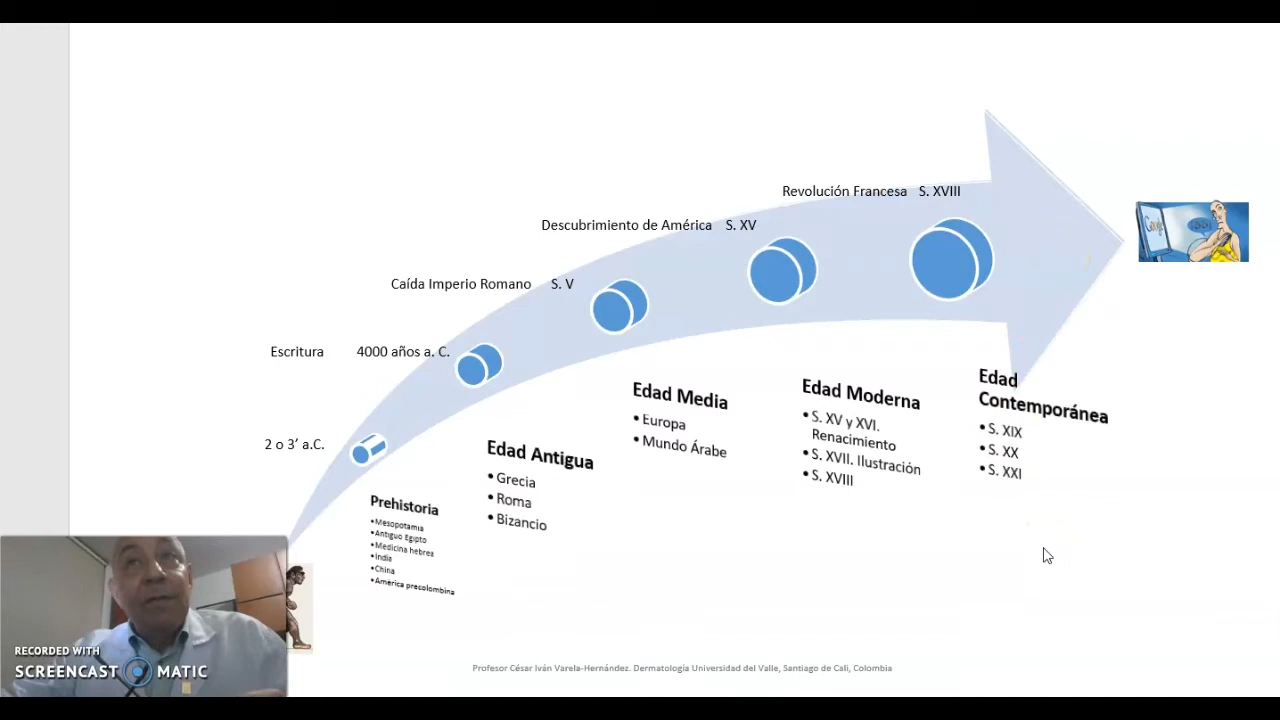 Revolución Francesa S. XVIII
Descubrimiento de América S. XV
Caída Imperio Romano S. V
Escritura 4000 años a. C.
2 o 3’ a.C.
Prehistoria
•Mesopotamia
•Antiguo Egipto
•Medicina hebrea
•India
•China
•América precolombina
Edad Antigua
• Grecia
• Roma
• Bizancio
Edad Media
• Europa
• Mundo Árabe
Edad Moderna
• S. XV y XVI.
Renacimiento
• S. XVII. Ilustración
• S. XVIII
Edad
Contemporánea
• S. XIX
• S. XX
• S. XXI
Google
RECORDED WITH
SCREENCAST MATIC
Profesor César Iván Varela-Hernández. Dermatología Universidad del Valle, Santiago de Cali, Colombia